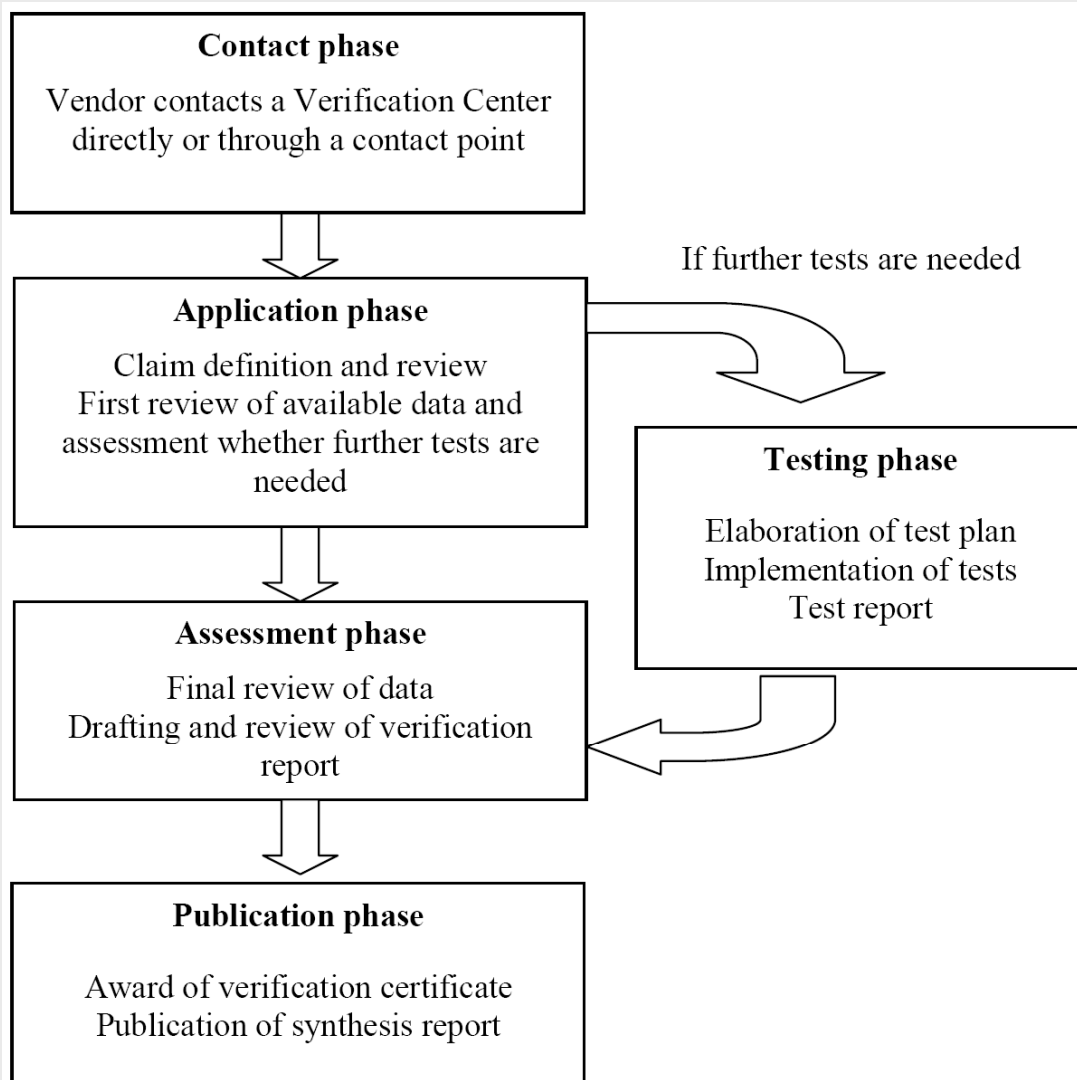 Contact phase
Vendor contacts a Verification Center
directly or through a contact point
If further tests are needed
Application phase
Claim definition and review
First review of available data and
assessment whether further tests are
needed
Testing phase
Elaboration of test plan
Implementation of tests
Test report
Assessment phase
Final review of data
Drafting and review of verification
report
Publication phase
Award of verification certificate
Publication of synthesis report